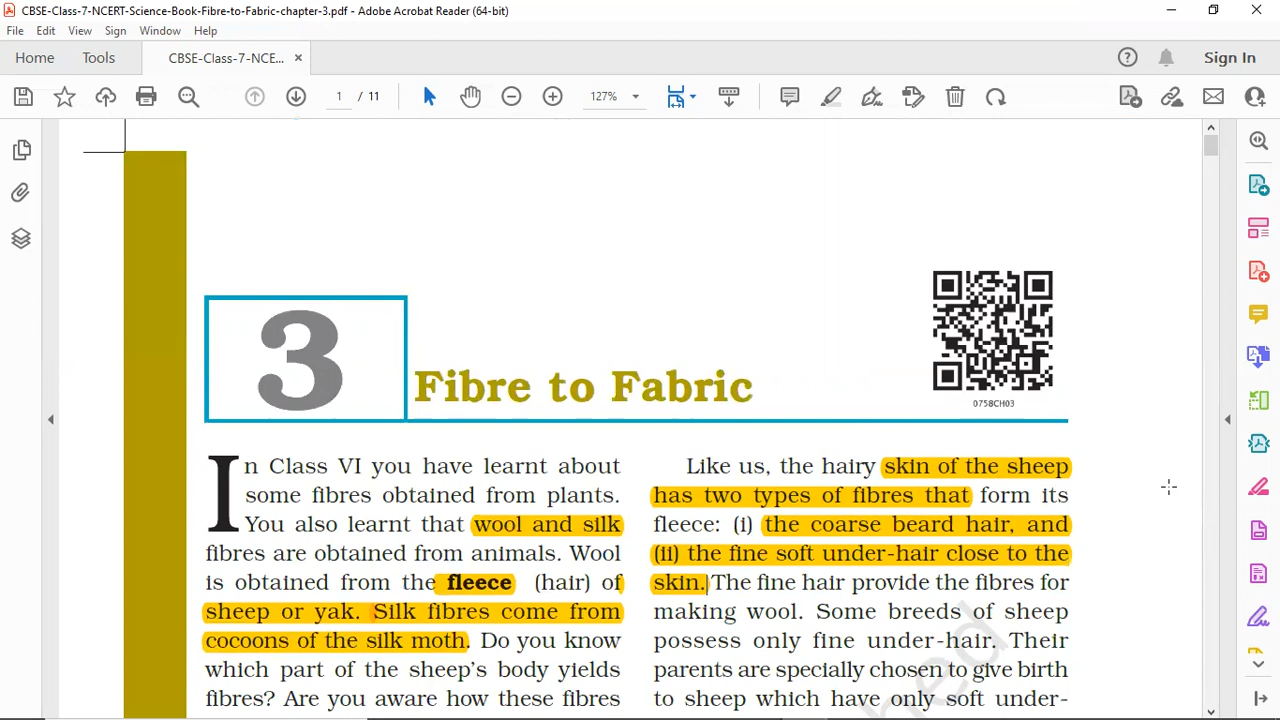 CBSE-Class-7-NCERT-Science-Book-Fibre-to-Fabric-chapter-3.pdf - Adobe Acrobat Reader (64-bit)
File Edit View Sign Window Help
Home Tools CBSE-Class-7-NCE... Sign In
1 / 11 127%
0758CH03
3 Fibre to Fabric
In Class VI you have learnt about
some fibres obtained from plants.
You also learnt that wool and silk
fibres are obtained from animals. Wool
is obtained from the fleece (hair) of
sheep or yak. Silk fibres come from
cocoons of the silk moth. Do you know
which part of the sheep's body yields
fibres? Are you aware how these fibres
Like us, the hairy skin of the sheep
has two types of fibres that form its
fleece: (i) the coarse beard hair, and
(ii) the fine soft under-hair close to the
skin. The fine hair provide the fibres for
making wool. Some breeds of sheep
possess only fine under-hair. Their
parents are specially chosen to give birth
to sheep which have only soft under-